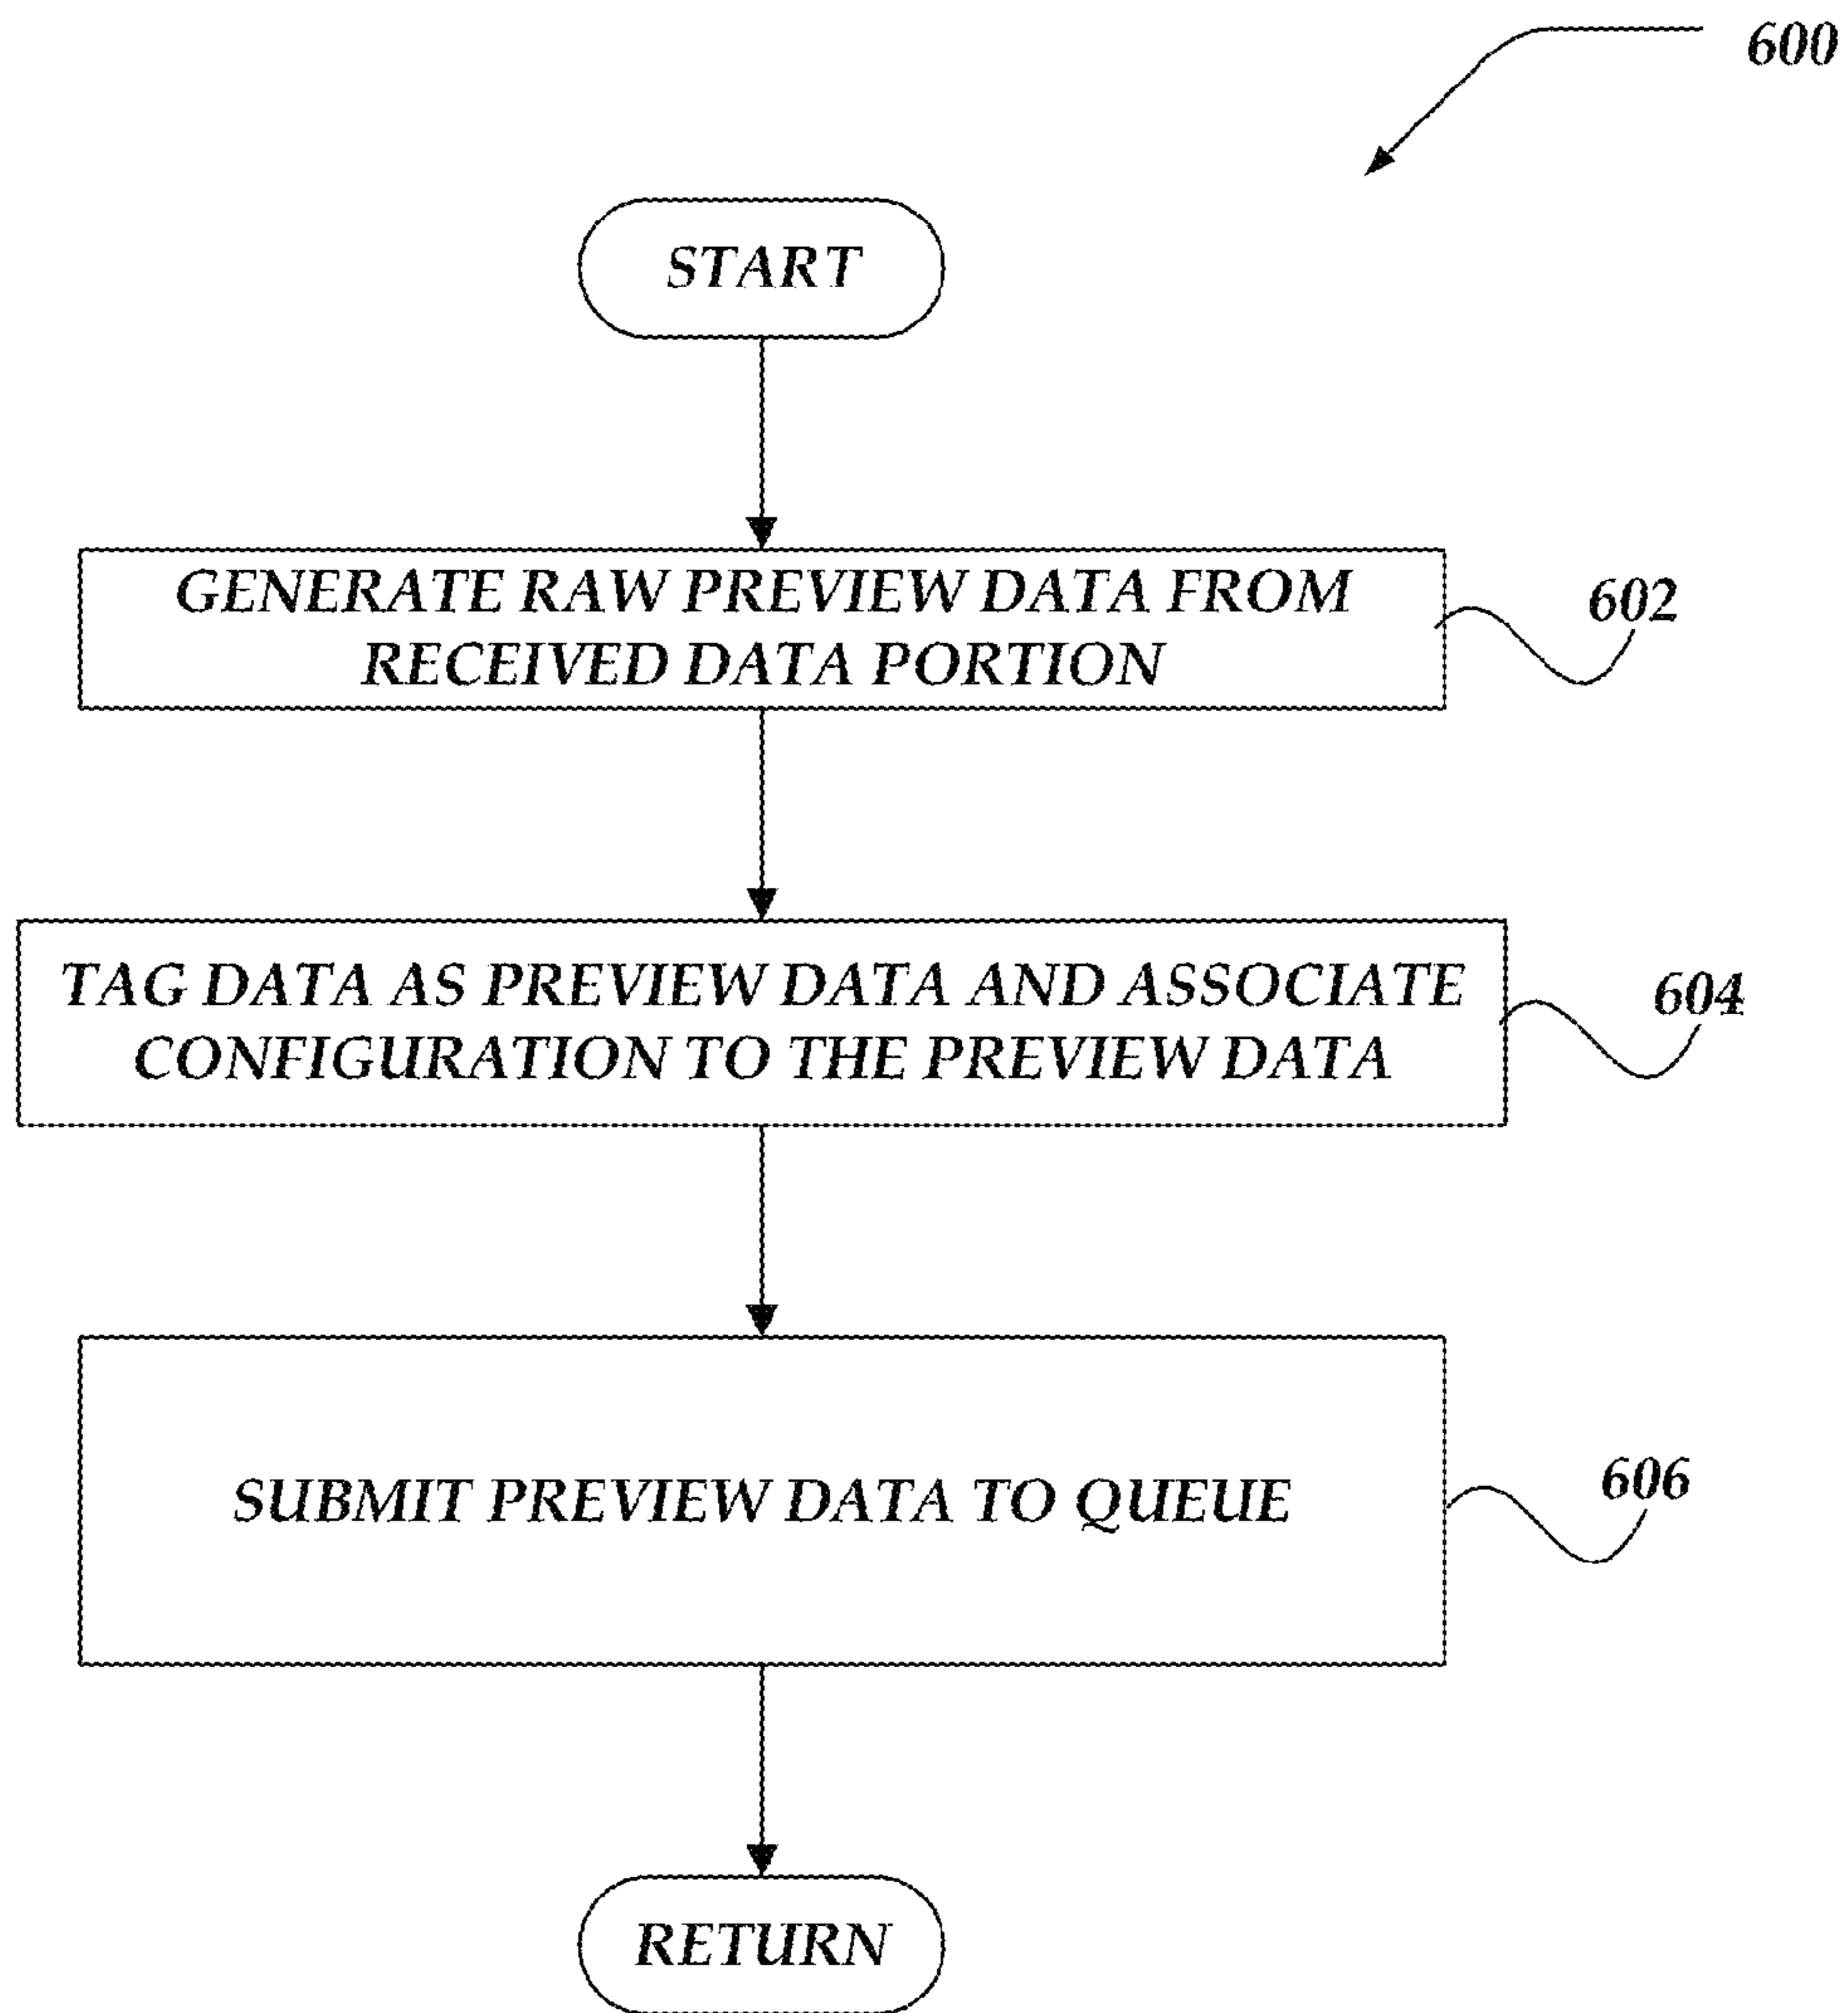 600
START
GENERATE RAW PREVIEW DATA FROM
RECEIVED DATA PORTION
602
TAG DATA AS PREVIEW DATA AND ASSOCIATE
CONFIGURATION TO THE PREVIEW DATA
604
SUBMIT PREVIEW DATA TO QUEUE
606
RETURN